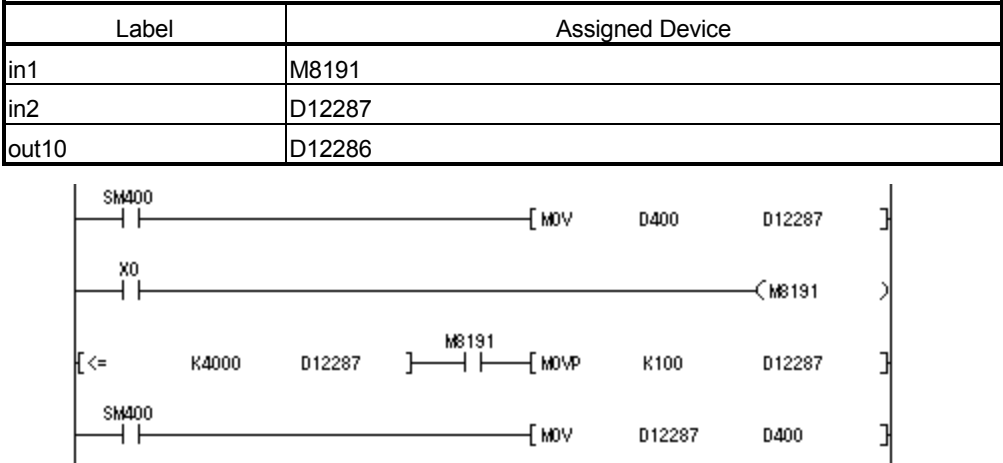 Label Assigned Device
in1 M8191
in2 D12287
out10 D12286
SM400
[ MOV D400 D12287 ]
X0
( M8191 )
M8191
[ <= K4000 D12287 ] [ MOVP K100 D12287 ]
SM400
[ MOV D12287 D400 ]